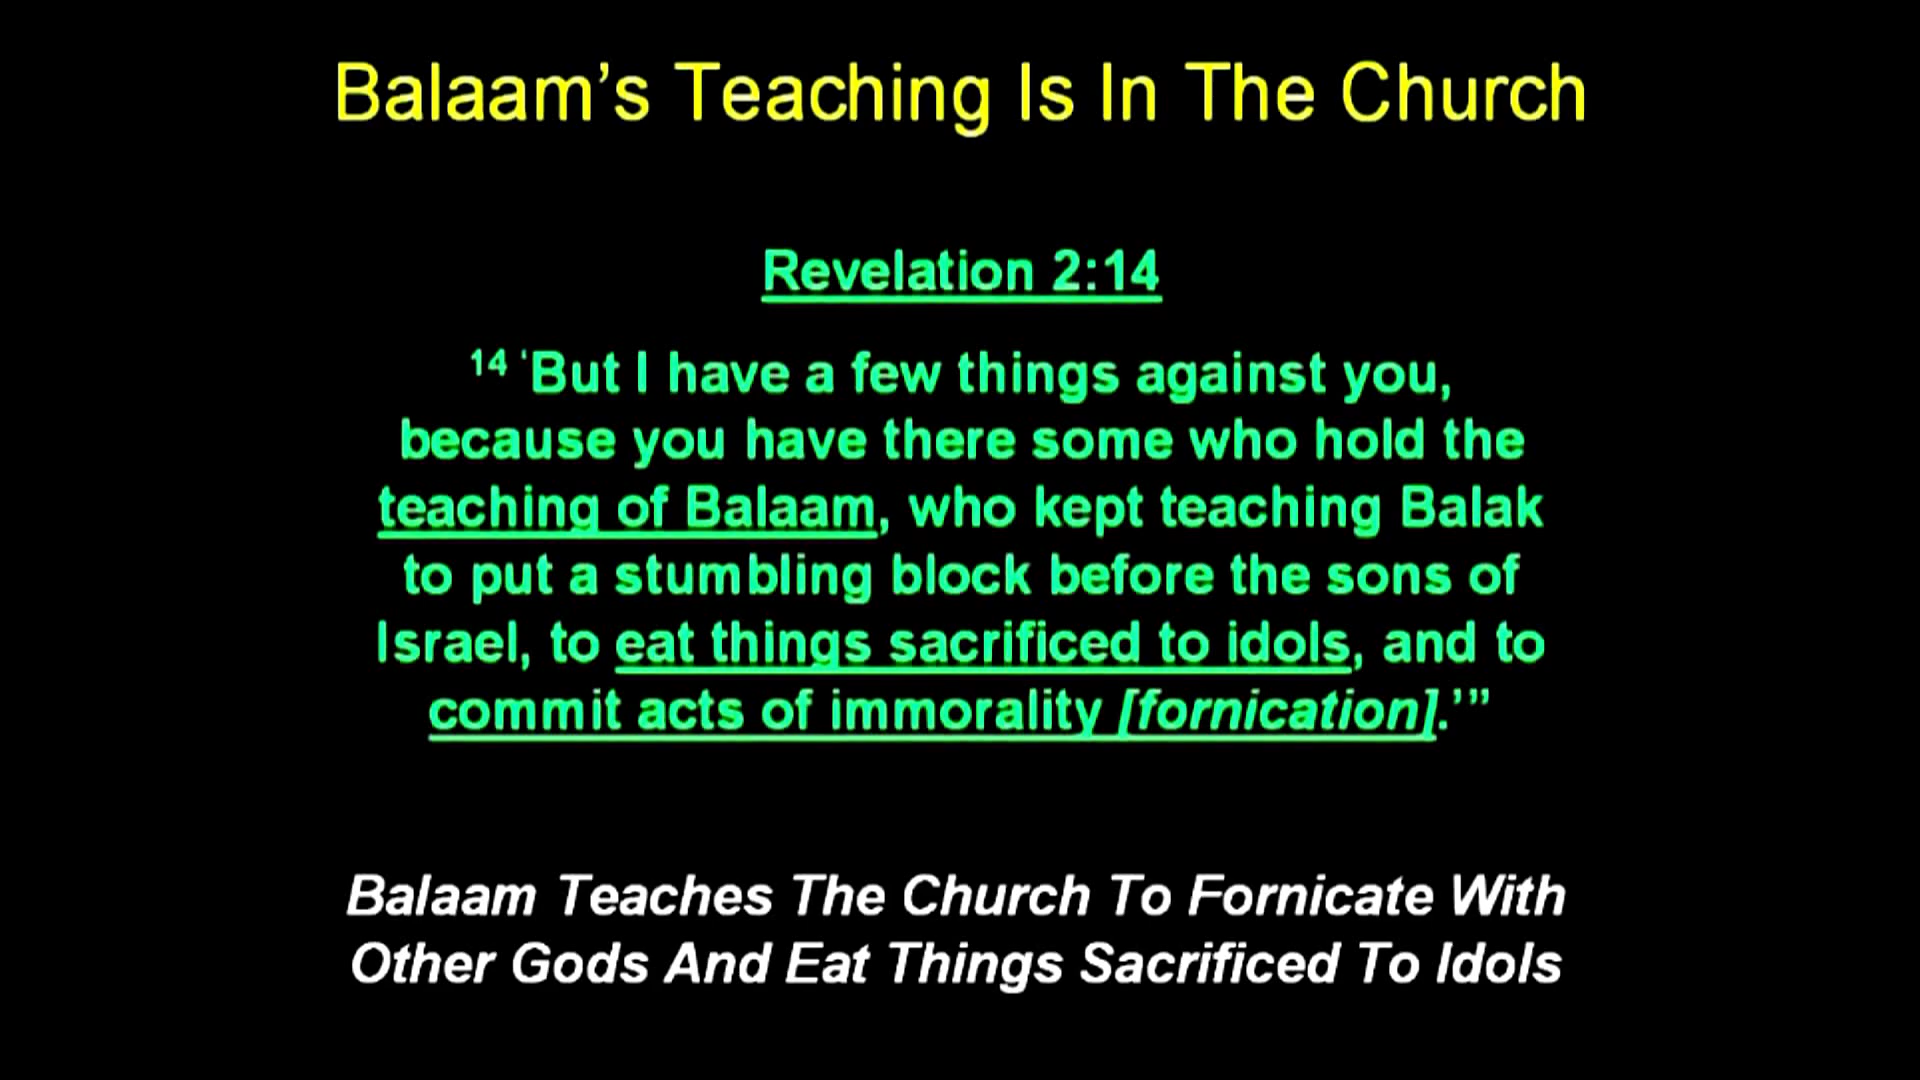 Balaam’s Teaching Is In The Church
Revelation 2:14
14 ‘But I have a few things against you,
because you have there some who hold the
teaching of Balaam, who kept teaching Balak
to put a stumbling block before the sons of
Israel, to eat things sacrificed to idols, and to
commit acts of immorality [fornication].’”
Balaam Teaches The Church To Fornicate With
Other Gods And Eat Things Sacrificed To Idols